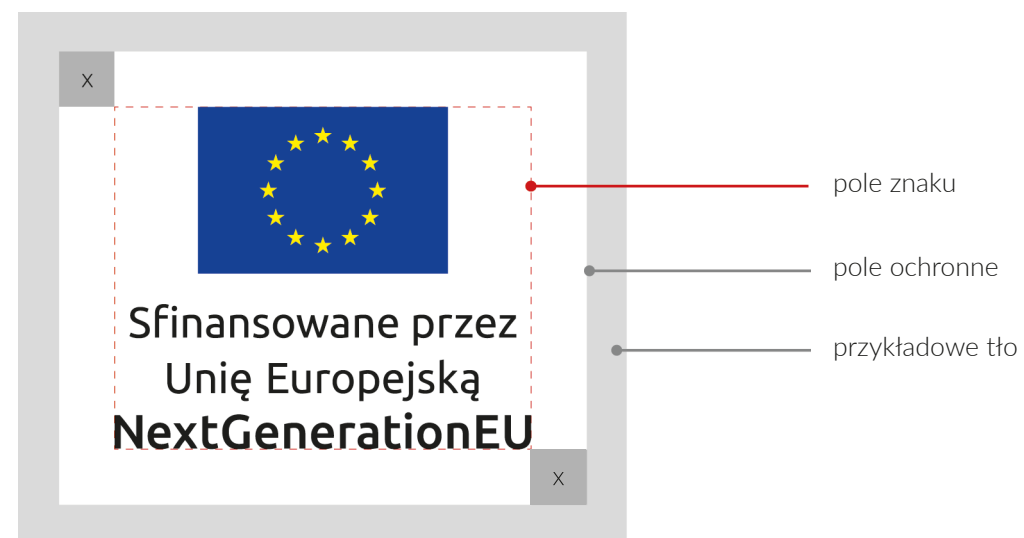 X
Sfinansowane przez
Unię Europejską
NextGenerationEU
X
pole znaku
pole ochronne
przykładowe tło